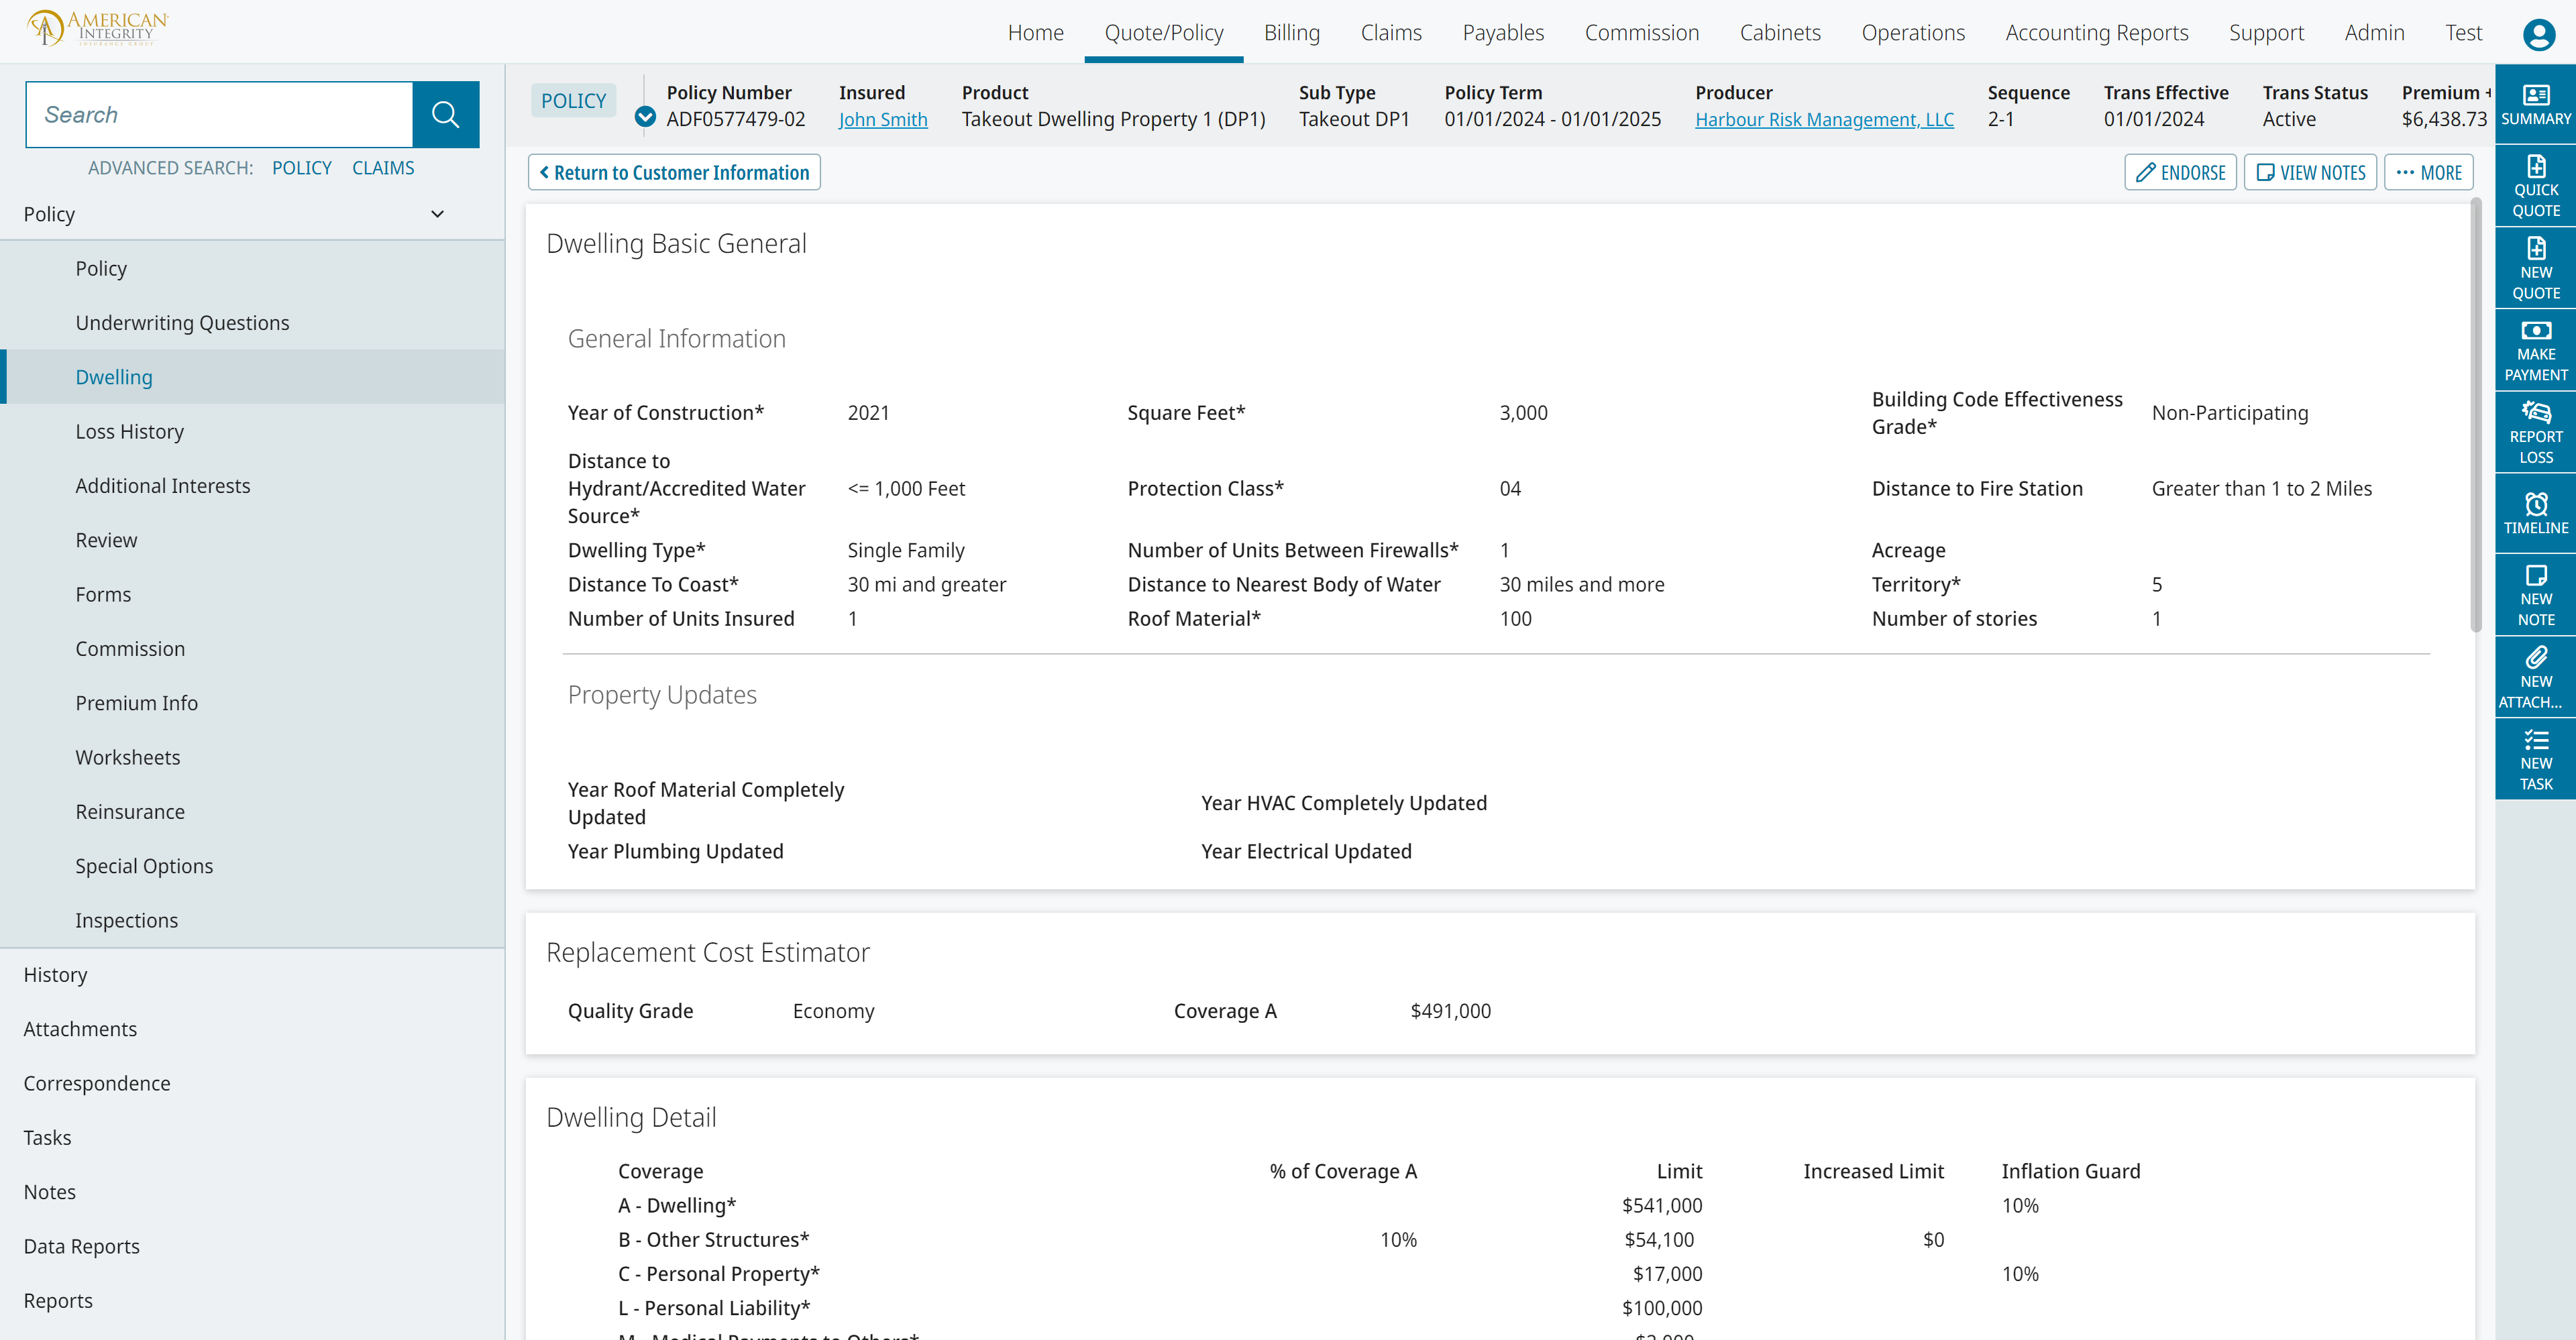 AMERICAN
INTEGRITY
INSURANCE GROUP
Home Quote/Policy Billing Claims Payables Commission Cabinets Operations Accounting Reports Support Admin Test
Search
ADVANCED SEARCH: POLICY CLAIMS
Policy
Policy
Underwriting Questions
Dwelling
Loss History
Additional Interests
Review
Forms
Commission
Premium Info
Worksheets
Reinsurance
Special Options
Inspections
History
Attachments
Correspondence
Tasks
Notes
Data Reports
Reports
POLICY
Policy Number Insured Product Sub Type Policy Term Producer Sequence Trans Effective Trans Status Premium +
ADF0577479-02 John Smith Takeout Dwelling Property 1 (DP1) Takeout DP1 01/01/2024 - 01/01/2025 Harbour Risk Management, LLC 2-1 01/01/2024 Active $6,438.73
Return to Customer Information
ENDORSE VIEW NOTES MORE
Dwelling Basic General
General Information
Year of Construction* 2021 Square Feet* 3,000 Building Code Effectiveness
Grade* Non-Participating
Distance to
Hydrant/Accredited Water
Source* <= 1,000 Feet Protection Class* 04 Distance to Fire Station Greater than 1 to 2 Miles
Dwelling Type* Single Family Number of Units Between Firewalls* 1 Acreage
Distance To Coast* 30 mi and greater Distance to Nearest Body of Water 30 miles and more Territory* 5
Number of Units Insured 1 Roof Material* 100 Number of stories 1
Property Updates
Year Roof Material Completely
Updated Year HVAC Completely Updated
Year Plumbing Updated Year Electrical Updated
Replacement Cost Estimator
Quality Grade Economy Coverage A $491,000
Dwelling Detail
Coverage % of Coverage A Limit Increased Limit Inflation Guard
A - Dwelling* $541,000 10%
B - Other Structures* 10% $54,100 $0
C - Personal Property* $17,000 10%
L - Personal Liability* $100,000
M - Medical Payments to Others* $2,000
SUMMARY
QUICK
QUOTE
NEW
QUOTE
MAKE
PAYMENT
REPORT
LOSS
TIMELINE
NEW
NOTE
NEW
ATTACH...
NEW
TASK